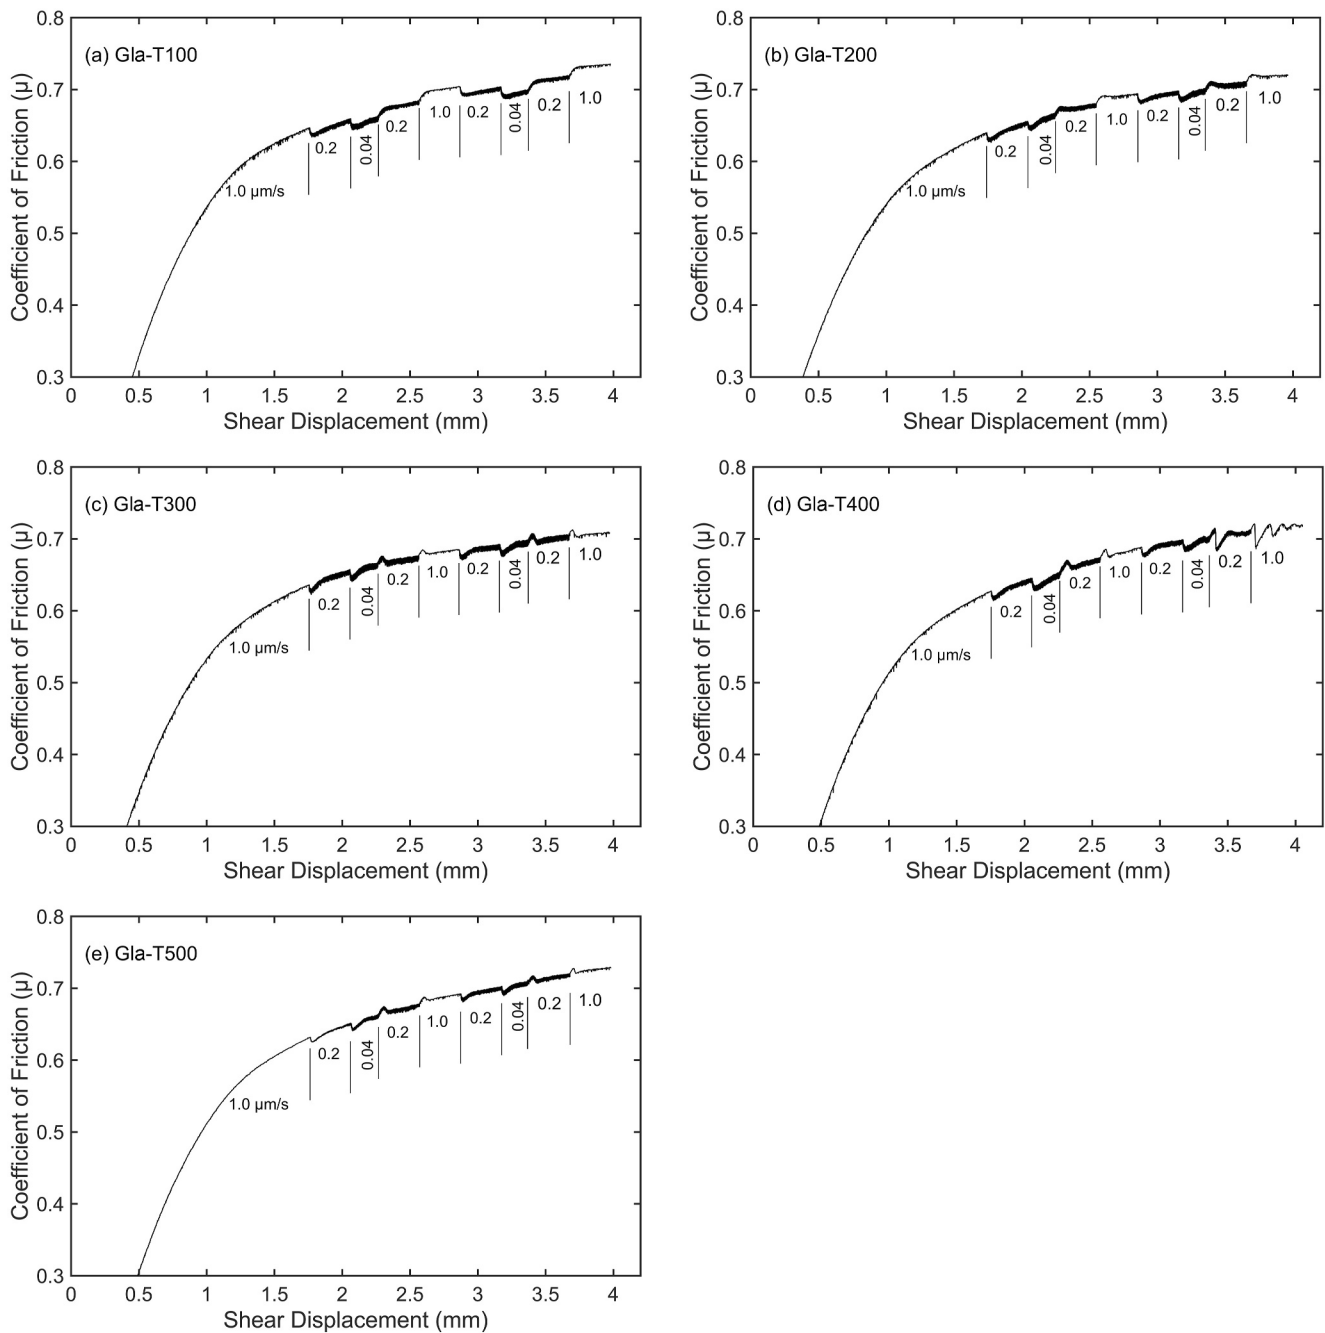 (a) Gla-T100
Coefficient of Friction (μ)
0.8
0.7
0.6
0.5
0.4
0.3
1.0 μm/s
0.2
0.04
0.2
1.0
0.2
0.04
0.2
1.0
0 0.5 1 1.5 2 2.5 3 3.5 4
Shear Displacement (mm)
(b) Gla-T200
Coefficient of Friction (μ)
0.8
0.7
0.6
0.5
0.4
0.3
1.0 μm/s
0.2
0.04
0.2
1.0
0.2
0.04
0.2
1.0
0 0.5 1 1.5 2 2.5 3 3.5 4
Shear Displacement (mm)
(c) Gla-T300
Coefficient of Friction (μ)
0.8
0.7
0.6
0.5
0.4
0.3
1.0 μm/s
0.2
0.04
0.2
1.0
0.2
0.04
0.2
1.0
0 0.5 1 1.5 2 2.5 3 3.5 4
Shear Displacement (mm)
(d) Gla-T400
Coefficient of Friction (μ)
0.8
0.7
0.6
0.5
0.4
0.3
1.0 μm/s
0.2
0.04
0.2
1.0
0.2
0.04
0.2
1.0
0 0.5 1 1.5 2 2.5 3 3.5 4
Shear Displacement (mm)
(e) Gla-T500
Coefficient of Friction (μ)
0.8
0.7
0.6
0.5
0.4
0.3
1.0 μm/s
0.2
0.04
0.2
1.0
0.2
0.04
0.2
1.0
0 0.5 1 1.5 2 2.5 3 3.5 4
Shear Displacement (mm)